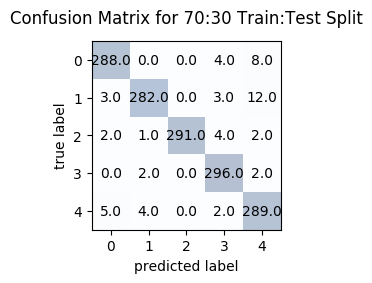 Confusion Matrix for 70:30 Train:Test Split
0 288.0 0.0 0.0 4.0 8.0
1 3.0 282.0 0.0 3.0 12.0
true label
2 2.0 1.0 291.0 4.0 2.0
3 0.0 2.0 0.0 296.0 2.0
4 5.0 4.0 0.0 2.0 289.0
0 1 2 3 4
predicted label